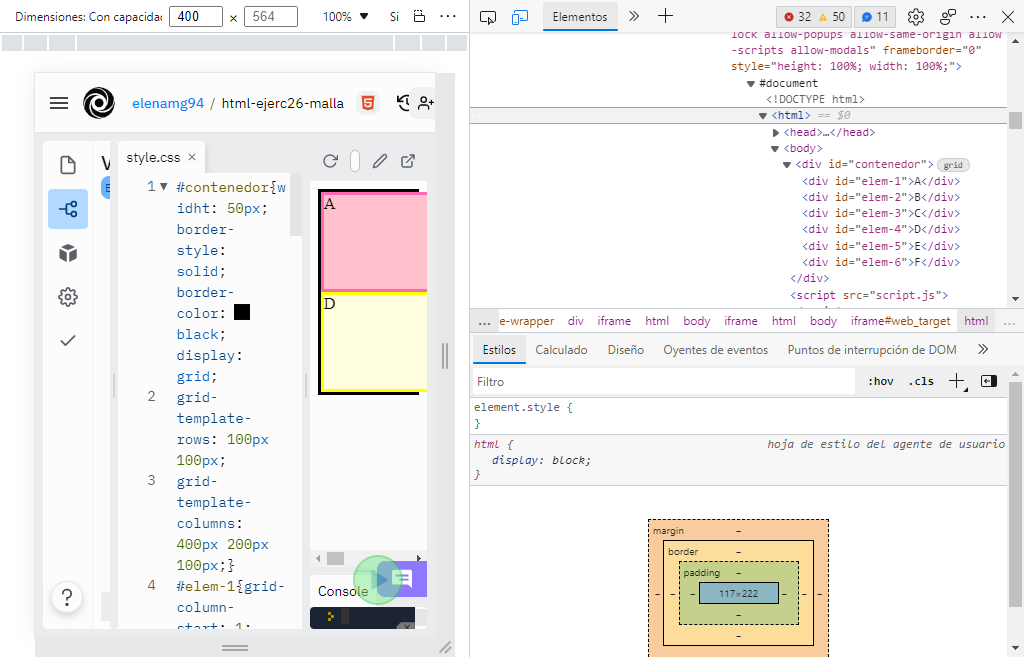 Dimensiones: Con capacidad
400 × 564
100% ▼
Si
elenamg94 / html-ejerc26-malla
V
E
style.css ×
1 ▼ #contenedor{w
idht: 50px;
border-
style:
solid;
border-
color:
black;
display:
grid;
2 grid-
template-
rows: 100px
100px;
3 grid-
template-
columns:
400px 200px
100px;}
4 #elem-1{grid-
column-
start: 1;
A
D
Console
?
Elementos
32 50 11
lock allow-popups allow-same-origin allow
-scripts allow-modals" frameborder="0"
style="height: 100%; width: 100%;">
▼ #document
<!DOCTYPE html>
▼ <html> == $0
▶ <head>…</head>
▼ <body>
▼ <div id="contenedor"> grid
<div id="elem-1">A</div>
<div id="elem-2">B</div>
<div id="elem-3">C</div>
<div id="elem-4">D</div>
<div id="elem-5">E</div>
<div id="elem-6">F</div>
</div>
<script src="script.js">
... e-wrapper div iframe html body iframe html body iframe#web_target html ...
Estilos Calculado Diseño Oyentes de eventos Puntos de interrupción de DOM
Filtro :hov .cls
element.style {
}
html { hoja de estilo del agente de usuario
display: block;
}
margin –
border –
padding –
– – – 117×222 – – –
–
–